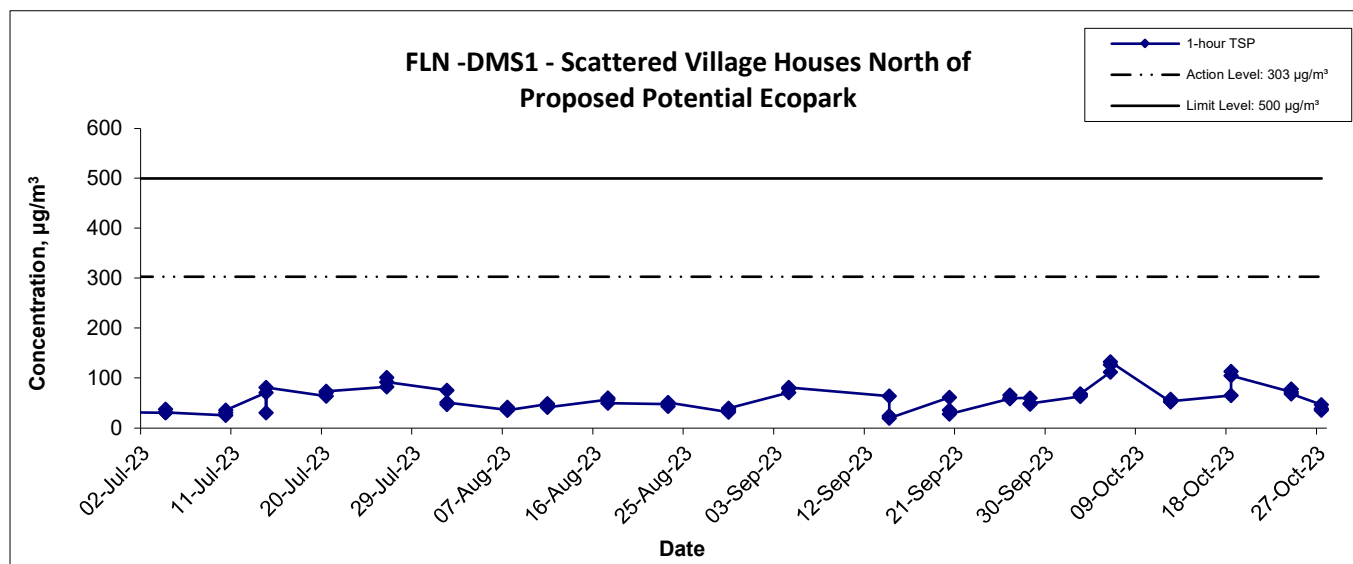 FLN -DMS1 - Scattered Village Houses North of
Proposed Potential Ecopark
1-hour TSP
Action Level: 303 µg/m³
Limit Level: 500 µg/m³
Concentration, µg/m³
600
500
400
300
200
100
0
02-Jul-23
11-Jul-23
20-Jul-23
29-Jul-23
07-Aug-23
16-Aug-23
25-Aug-23
03-Sep-23
12-Sep-23
21-Sep-23
30-Sep-23
09-Oct-23
18-Oct-23
27-Oct-23
Date